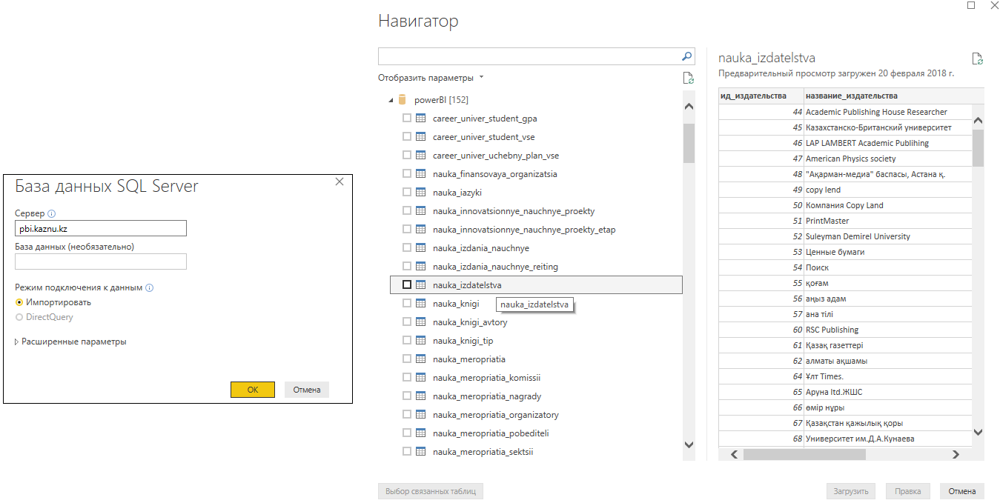 База данных SQL Server
Сервер
pbi.kaznu.kz
База данных (необязательно)
Режим подключения к данным
Импортировать
DirectQuery
Расширенные параметры
ОК
Отмена
Навигатор
Отобразить параметры
powerBI [152]
career_univer_student_gpa
career_univer_student_vse
career_univer_uchebny_plan_vse
nauka_finansovaya_organizatsia
nauka_iazyki
nauka_innovatsionnye_nauchnye_proekty
nauka_innovatsionnye_nauchnye_proekty_etap
nauka_izdania_nauchnye
nauka_izdania_nauchnye_reiting
nauka_izdatelstva
nauka_knigi
nauka_izdatelstva
nauka_knigi_avtory
nauka_knigi_tip
nauka_meropriatia
nauka_meropriatia_komissii
nauka_meropriatia_nagrady
nauka_meropriatia_organizatory
nauka_meropriatia_pobediteli
nauka_meropriatia_sektsii
Выбор связанных таблиц
nauka_izdatelstva
Предварительный просмотр загружен 20 февраля 2018 г.
ид_издательства название_издательства
44 Academic Publishing House Researcher
45 Казахстанско-Британский университет
46 LAP LAMBERT Academic Publihing
47 American Physics society
48 "Ақарман-медиа" баспасы, Астана қ.
49 copy lend
50 Компания Copy Land
51 PrintMaster
52 Suleyman Demirel University
53 Ценные бумаги
54 Поиск
55 қоғам
56 аңыз адам
57 ана тілі
60 RSC Publishing
61 Қазақ газеттері
62 алматы ақшамы
64 Ұлт Times.
65 Аруна ltd.ЖШС
66 өмір нұры
67 Қазақстан қажылық қоры
68 Университет им.Д.А.Кунаева
Загрузить
Правка
Отмена